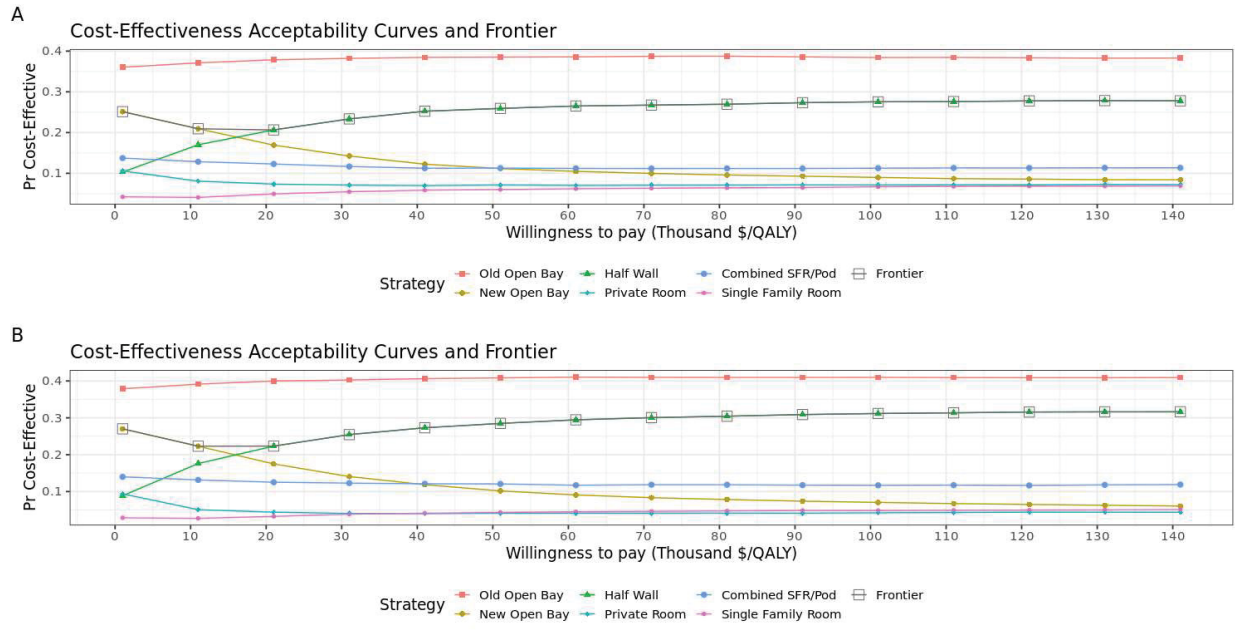 A
Cost-Effectiveness Acceptability Curves and Frontier
Pr Cost-Effective
0.4
0.3
0.2
0.1
0 10 20 30 40 50 60 70 80 90 100 110 120 130 140
Willingness to pay (Thousand $/QALY)
Strategy
Old Open Bay Half Wall Combined SFR/Pod Frontier
New Open Bay Private Room Single Family Room
B
Cost-Effectiveness Acceptability Curves and Frontier
Pr Cost-Effective
0.4
0.3
0.2
0.1
0 10 20 30 40 50 60 70 80 90 100 110 120 130 140
Willingness to pay (Thousand $/QALY)
Strategy
Old Open Bay Half Wall Combined SFR/Pod Frontier
New Open Bay Private Room Single Family Room